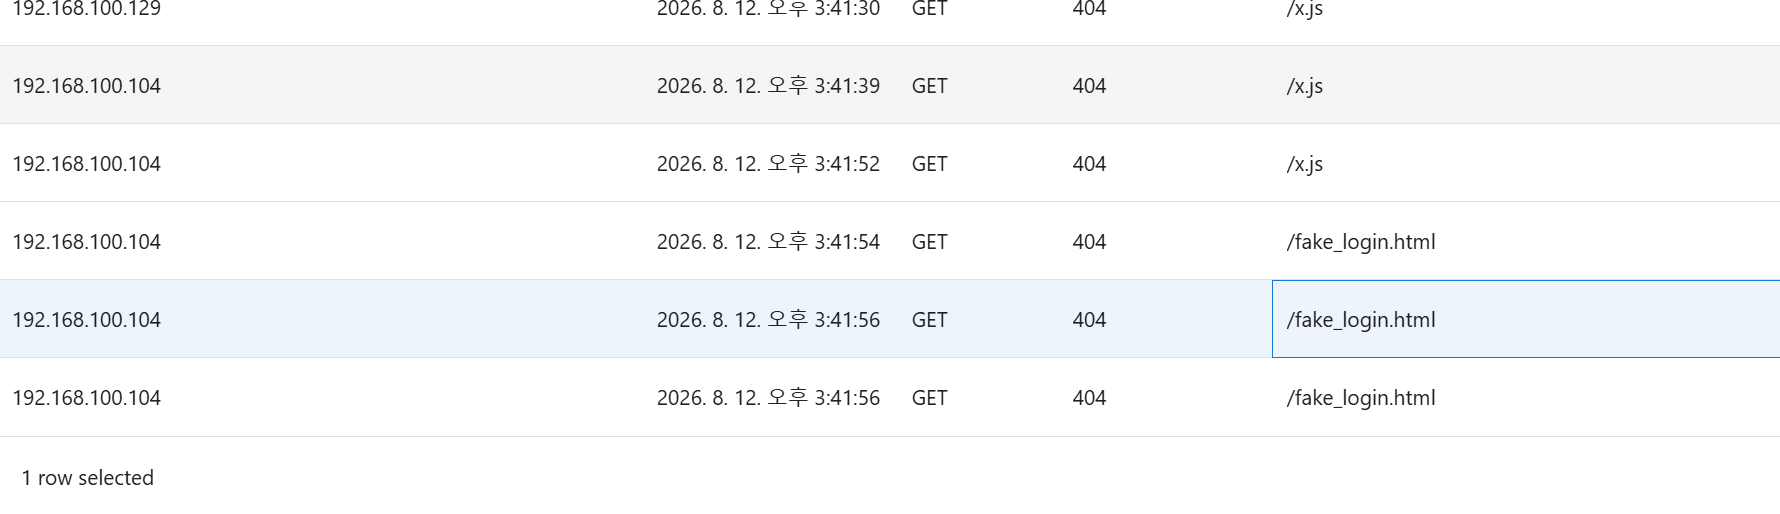 192.168.100.129 2026. 8. 12. 오후 3:41:30 GET 404 /x.js
192.168.100.104 2026. 8. 12. 오후 3:41:39 GET 404 /x.js
192.168.100.104 2026. 8. 12. 오후 3:41:52 GET 404 /x.js
192.168.100.104 2026. 8. 12. 오후 3:41:54 GET 404 /fake_login.html
192.168.100.104 2026. 8. 12. 오후 3:41:56 GET 404 /fake_login.html
192.168.100.104 2026. 8. 12. 오후 3:41:56 GET 404 /fake_login.html
1 row selected